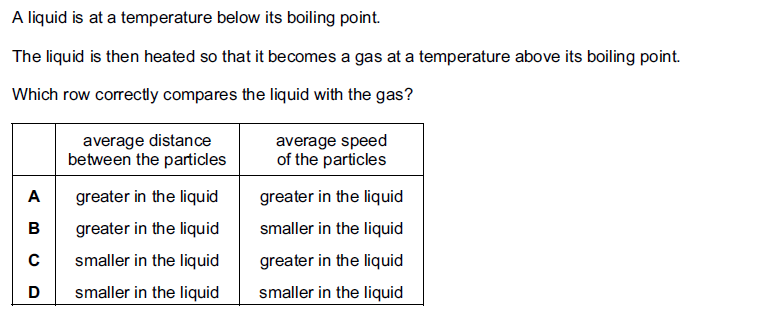 A liquid is at a temperature below its boiling point.
The liquid is then heated so that it becomes a gas at a temperature above its boiling point.
Which row correctly compares the liquid with the gas?
average distance between the particles average speed of the particles
A greater in the liquid greater in the liquid
B greater in the liquid smaller in the liquid
C smaller in the liquid greater in the liquid
D smaller in the liquid smaller in the liquid